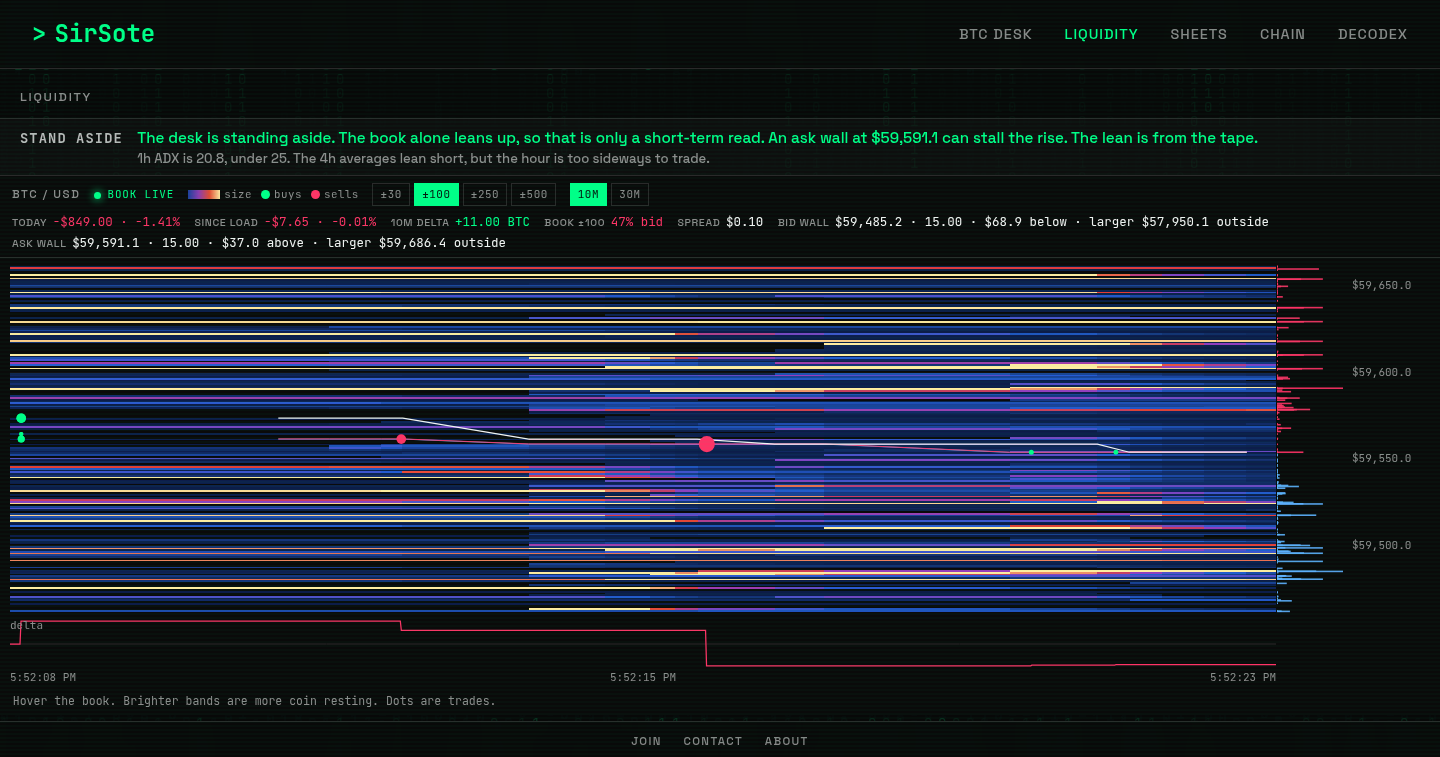 > SirSote
BTC DESK LIQUIDITY SHEETS CHAIN DECODEX
LIQUIDITY
STAND ASIDE The desk is standing aside. The book alone leans up, so that is only a short-term read. An ask wall at $59,591.1 can stall the rise. The lean is from the tape.
1h ADX is 20.8, under 25. The 4h averages lean short, but the hour is too sideways to trade.
BTC / USD BOOK LIVE size buys sells ±30 ±100 ±250 ±500 10M 30M
TODAY -$849.00 · -1.41% SINCE LOAD -$7.65 · -0.01% 10M DELTA +11.00 BTC BOOK ±100 47% bid SPREAD $0.10 BID WALL $59,485.2 · 15.00 · $68.9 below · larger $57,950.1 outside
ASK WALL $59,591.1 · 15.00 · $37.0 above · larger $59,686.4 outside
$59,650.0
$59,600.0
$59,550.0
$59,500.0
delta
5:52:08 PM 5:52:15 PM 5:52:23 PM
Hover the book. Brighter bands are more coin resting. Dots are trades.
JOIN CONTACT ABOUT